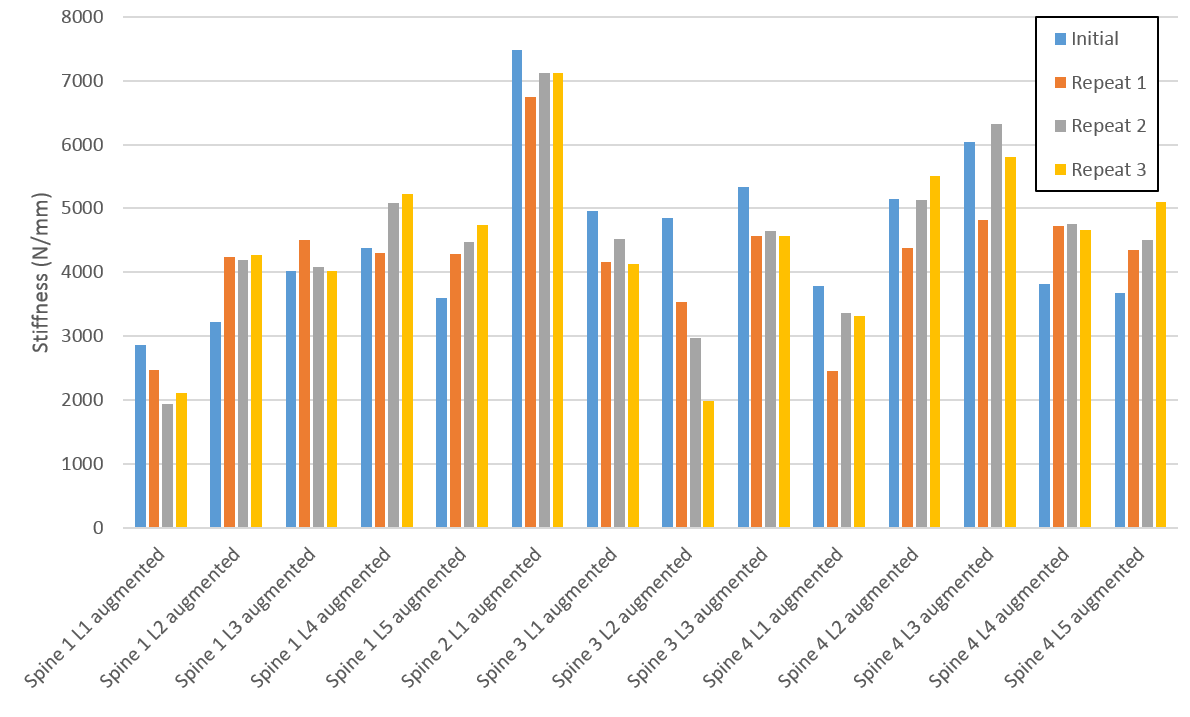 8000
7000
6000
5000
4000
3000
2000
1000
0
Stiffness (N/mm)
Initial
Repeat 1
Repeat 2
Repeat 3
Spine 1 L1 augmented
Spine 1 L2 augmented
Spine 1 L3 augmented
Spine 1 L4 augmented
Spine 1 L5 augmented
Spine 2 L1 augmented
Spine 3 L1 augmented
Spine 3 L2 augmented
Spine 3 L3 augmented
Spine 4 L1 augmented
Spine 4 L2 augmented
Spine 4 L3 augmented
Spine 4 L4 augmented
Spine 4 L5 augmented